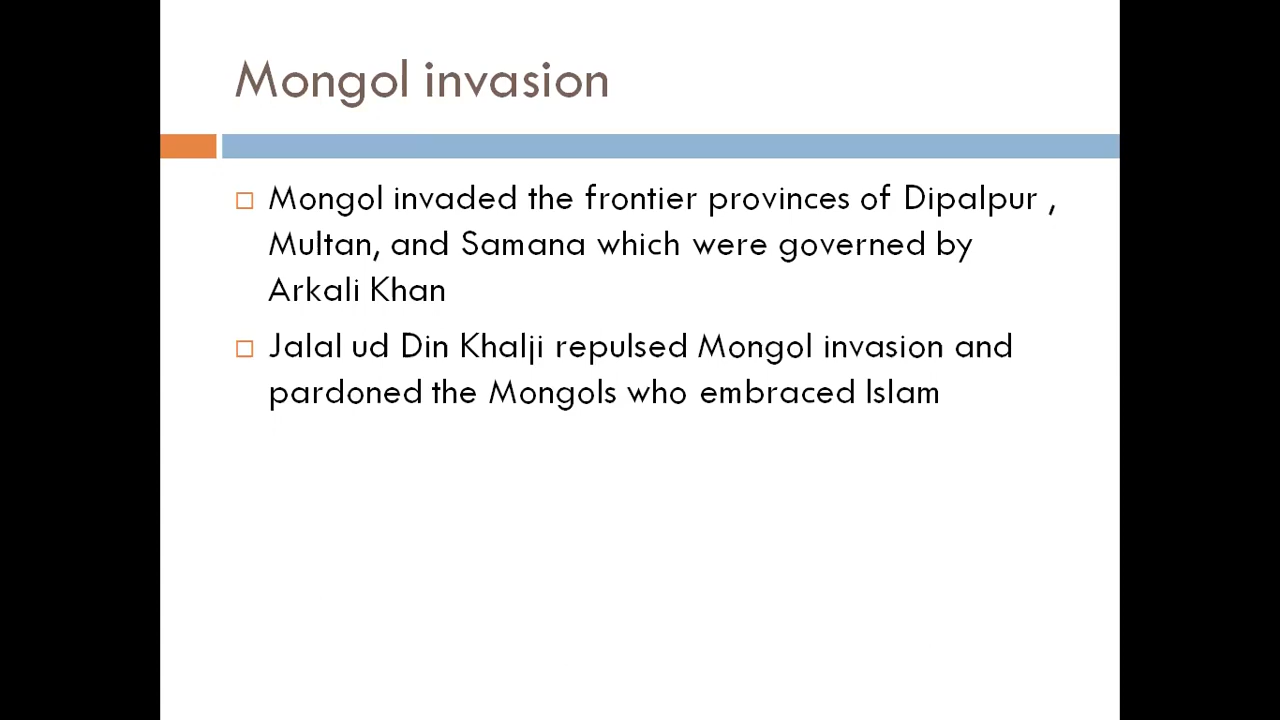 Mongol invasion
Mongol invaded the frontier provinces of Dipalpur ,
Multan, and Samana which were governed by
Arkali Khan
Jalal ud Din Khalji repulsed Mongol invasion and
pardoned the Mongols who embraced Islam